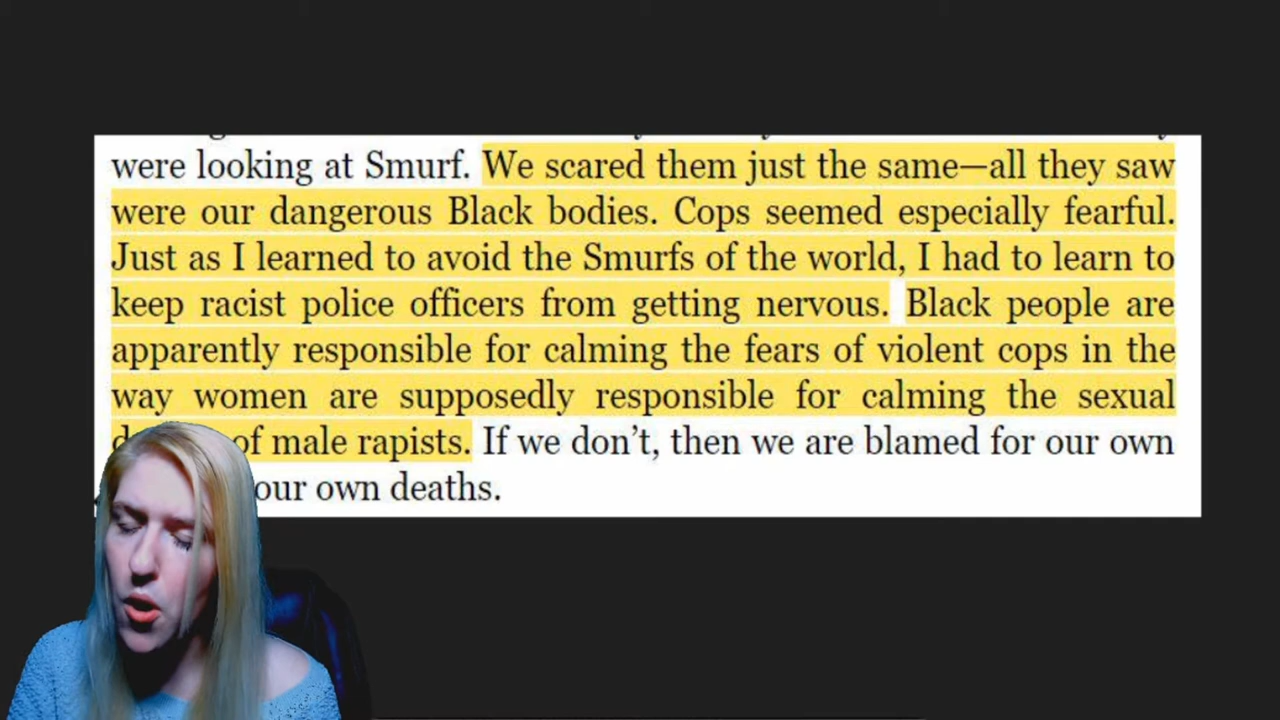 were looking at Smurf. We scared them just the same—all they saw
were our dangerous Black bodies. Cops seemed especially fearful.
Just as I learned to avoid the Smurfs of the world, I had to learn to
keep racist police officers from getting nervous. Black people are
apparently responsible for calming the fears of violent cops in the
way women are supposedly responsible for calming the sexual
of male rapists. If we don’t, then we are blamed for our own
our own deaths.